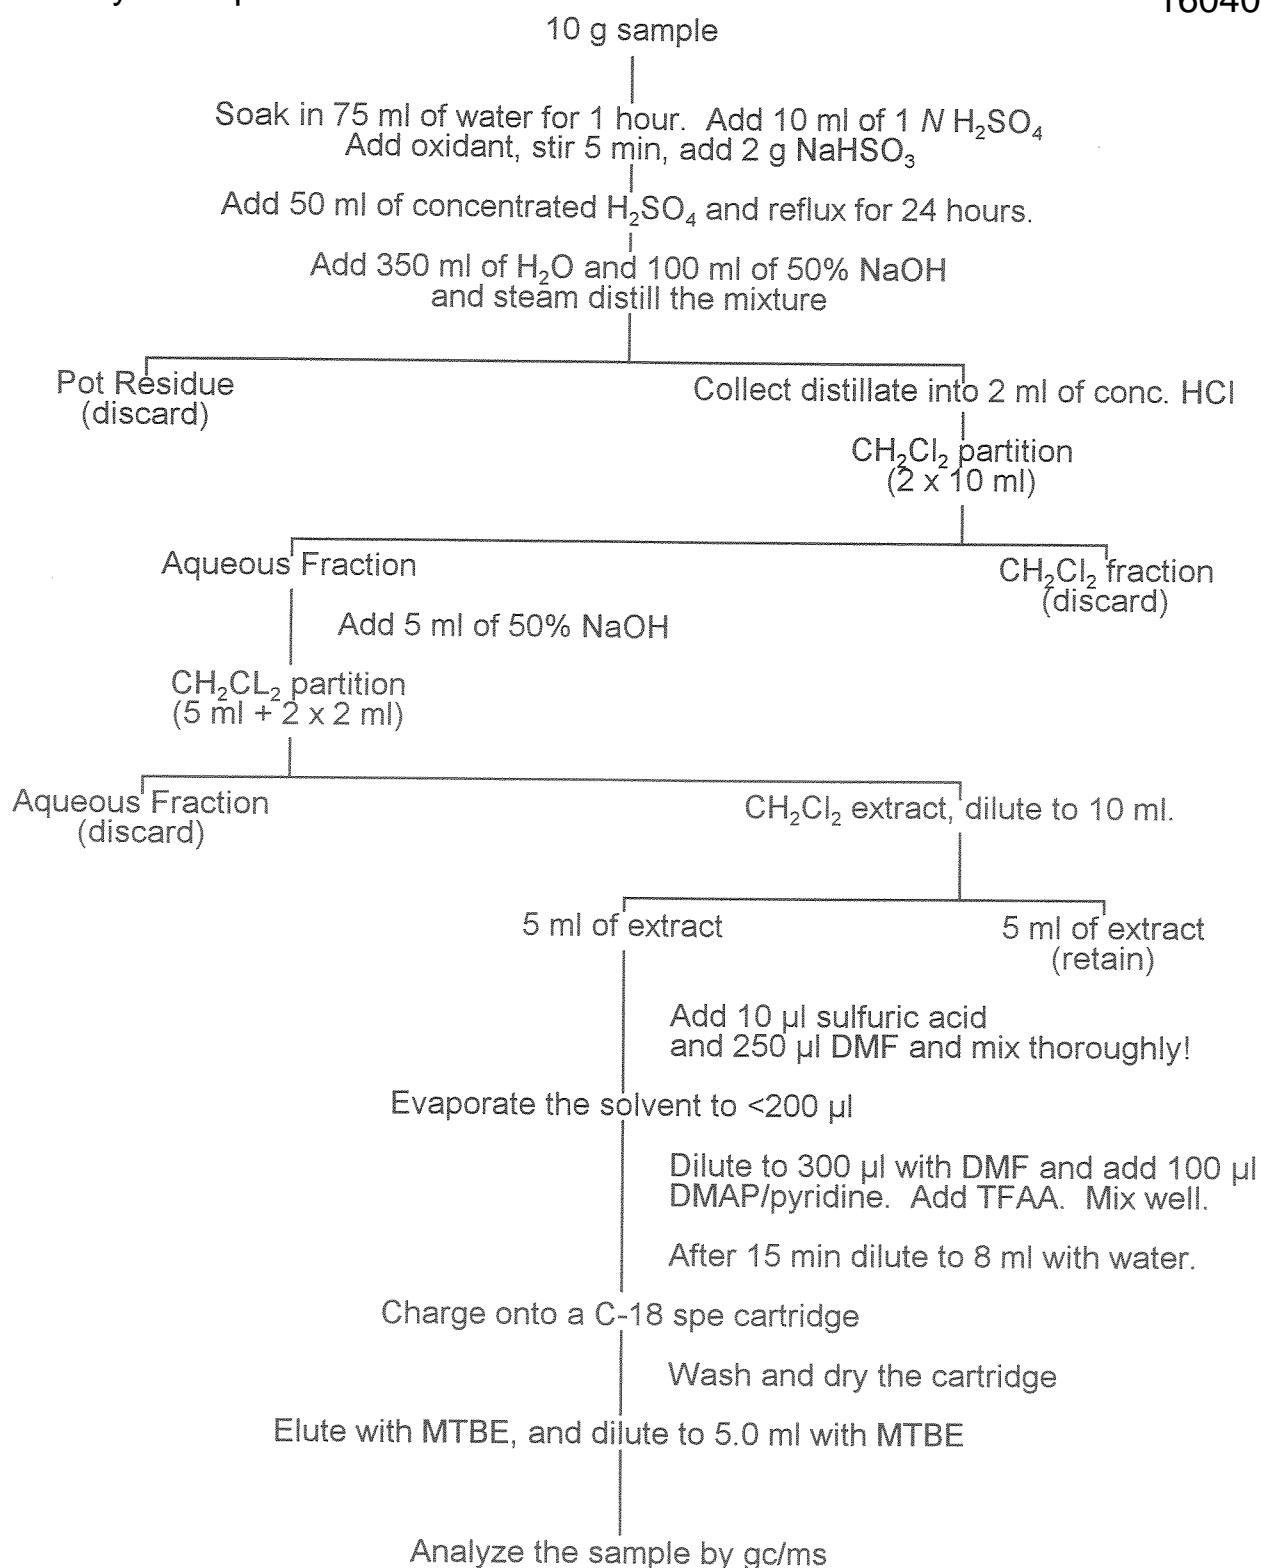 16040
10 g sample
Soak in 75 ml of water for 1 hour. Add 10 ml of 1 N H₂SO₄
Add oxidant, stir 5 min, add 2 g NaHSO₃
Add 50 ml of concentrated H₂SO₄ and reflux for 24 hours.
Add 350 ml of H₂O and 100 ml of 50% NaOH
and steam distill the mixture
Pot Residue
(discard)
Collect distillate into 2 ml of conc. HCl
CH₂Cl₂ partition
(2 x 10 ml)
Aqueous Fraction
CH₂Cl₂ fraction
(discard)
Add 5 ml of 50% NaOH
CH₂CL₂ partition
(5 ml + 2 x 2 ml)
Aqueous Fraction
(discard)
CH₂Cl₂ extract, dilute to 10 ml.
5 ml of extract
5 ml of extract
(retain)
Add 10 µl sulfuric acid
and 250 µl DMF and mix thoroughly!
Evaporate the solvent to <200 µl
Dilute to 300 µl with DMF and add 100 µl
DMAP/pyridine. Add TFAA. Mix well.
After 15 min dilute to 8 ml with water.
Charge onto a C-18 spe cartridge
Wash and dry the cartridge
Elute with MTBE, and dilute to 5.0 ml with MTBE
Analyze the sample by gc/ms